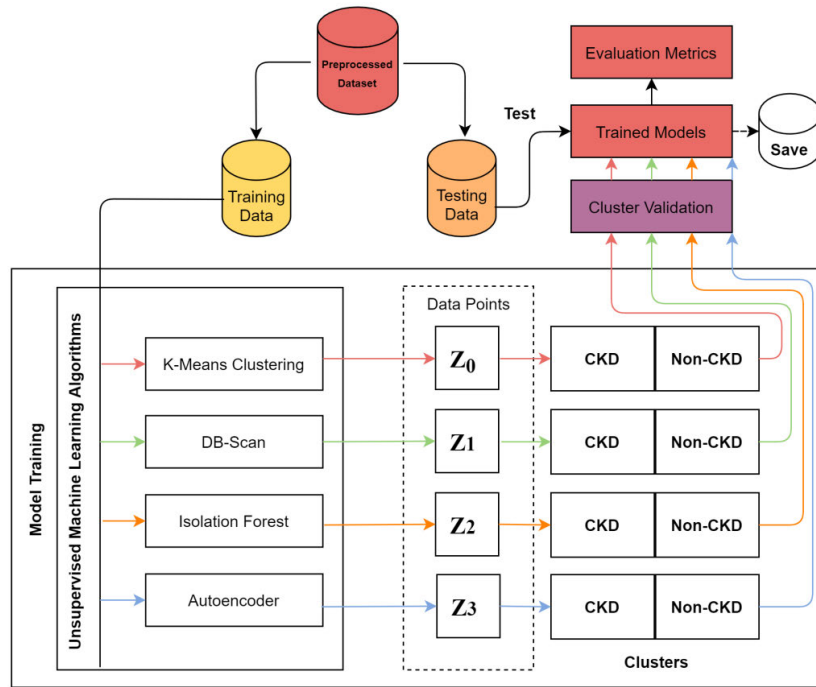 Preprocessed
Dataset
Evaluation Metrics
Test
Trained Models
Save
Training
Data
Testing
Data
Cluster Validation
Model Training
Unsupervised Machine Learning Algorithms
Data Points
K-Means Clustering
Z0
CKD
Non-CKD
DB-Scan
Z1
CKD
Non-CKD
Isolation Forest
Z2
CKD
Non-CKD
Autoencoder
Z3
CKD
Non-CKD
Clusters